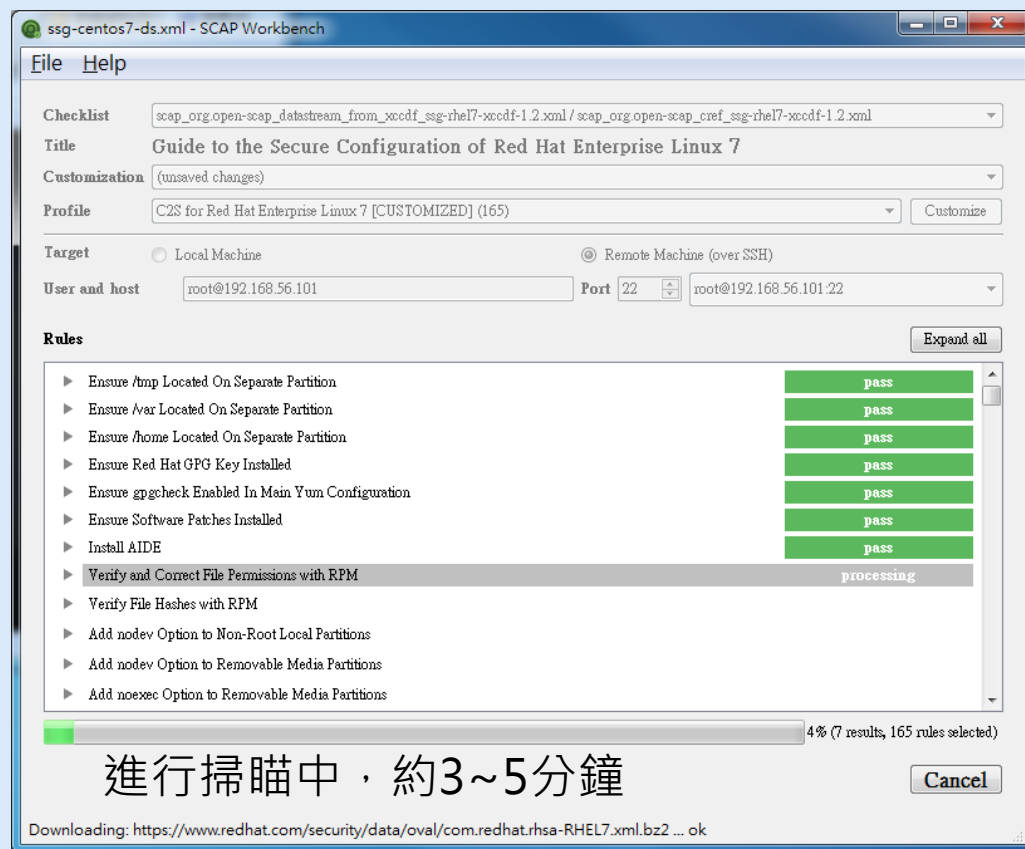 ssg-centos7-ds.xml - SCAP Workbench
File Help
Checklist scap_org.open-scap_datastream_from_xccdf_ssg-rhel7-xccdf-1.2.xml / scap_org.open-scap_cref_ssg-rhel7-xccdf-1.2.xml
Title Guide to the Secure Configuration of Red Hat Enterprise Linux 7
Customization (unsaved changes)
Profile C2S for Red Hat Enterprise Linux 7 [CUSTOMIZED] (165) Customize
Target Local Machine Remote Machine (over SSH)
User and host root@192.168.56.101 Port 22 root@192.168.56.101:22
Rules Expand all
Ensure /tmp Located On Separate Partition pass
Ensure /var Located On Separate Partition pass
Ensure /home Located On Separate Partition pass
Ensure Red Hat GPG Key Installed pass
Ensure gpgcheck Enabled In Main Yum Configuration pass
Ensure Software Patches Installed pass
Install AIDE pass
Verify and Correct File Permissions with RPM processing
Verify File Hashes with RPM
Add nodev Option to Non-Root Local Partitions
Add nodev Option to Removable Media Partitions
Add noexec Option to Removable Media Partitions
4% (7 results, 165 rules selected)
進行掃瞄中，約3~5分鐘
Cancel
Downloading: https://www.redhat.com/security/data/oval/com.redhat.rhsa-RHEL7.xml.bz2 ... ok